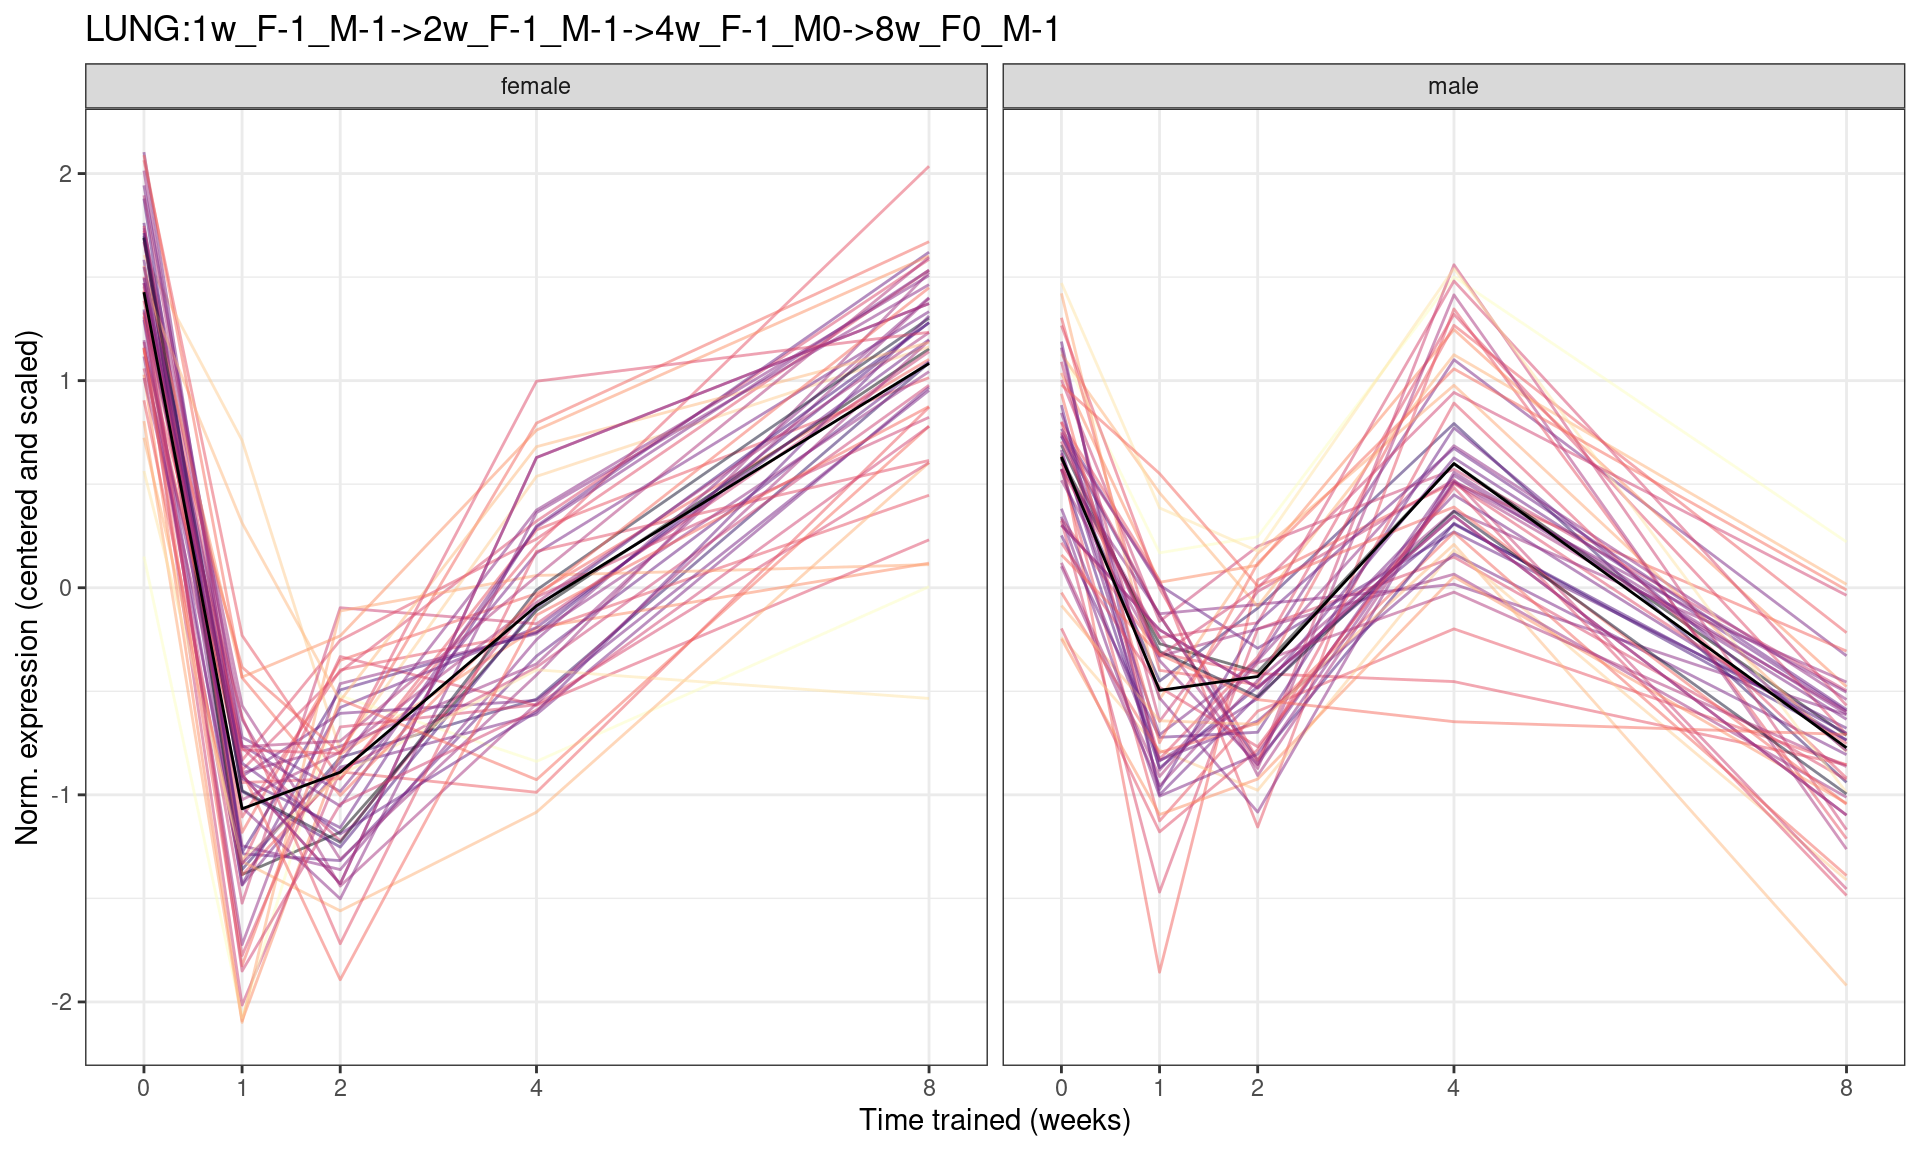 LUNG:1w_F-1_M-1->2w_F-1_M-1->4w_F-1_M0->8w_F0_M-1
female
male
Norm. expression (centered and scaled)
2
1
0
-1
-2
0 1 2 4 8
0 1 2 4 8
Time trained (weeks)